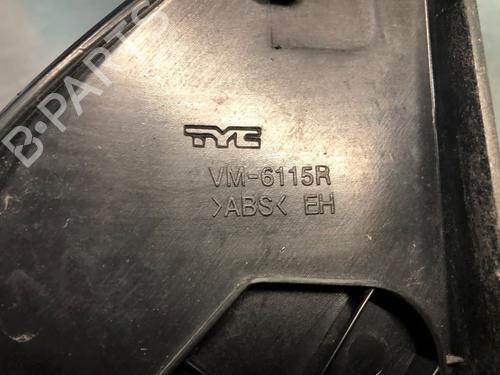 B-PARTS
TYC
VM-6115R
>ABS< EH